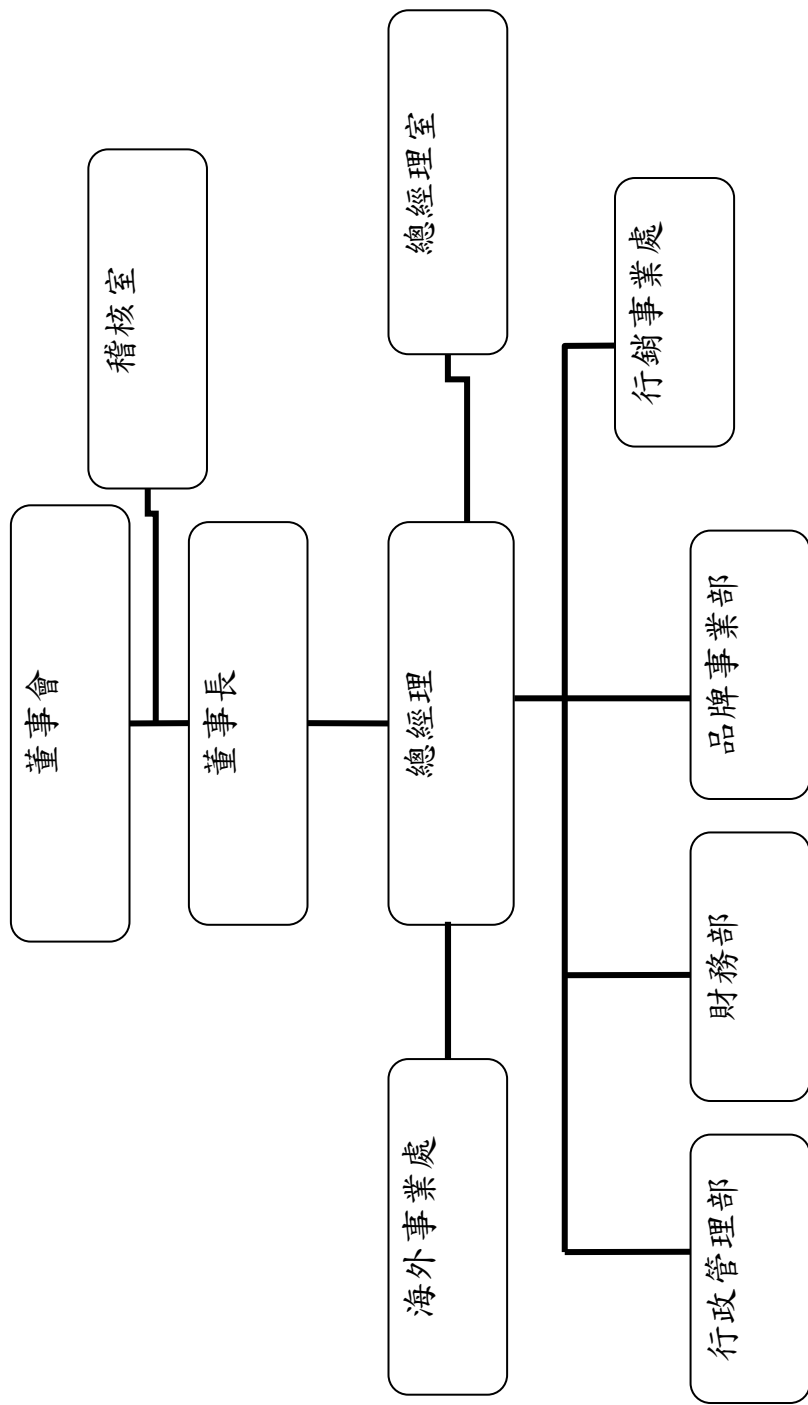 董事會
稽核室
董事長
總經理
總經理室
海外事業處
行政管理部
財務部
品牌事業部
行銷事業處